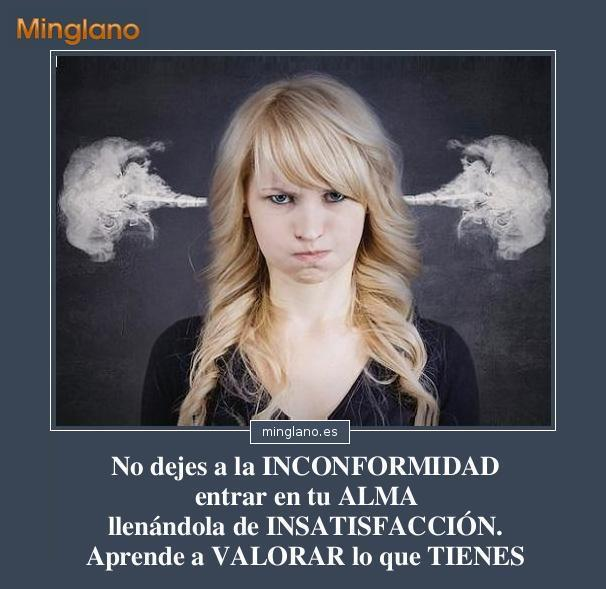 Minglano
minglano.es
No dejes a la INCONFORMIDAD
entrar en tu ALMA
llenándola de INSATISFACCIÓN.
Aprende a VALORAR lo que TIENES